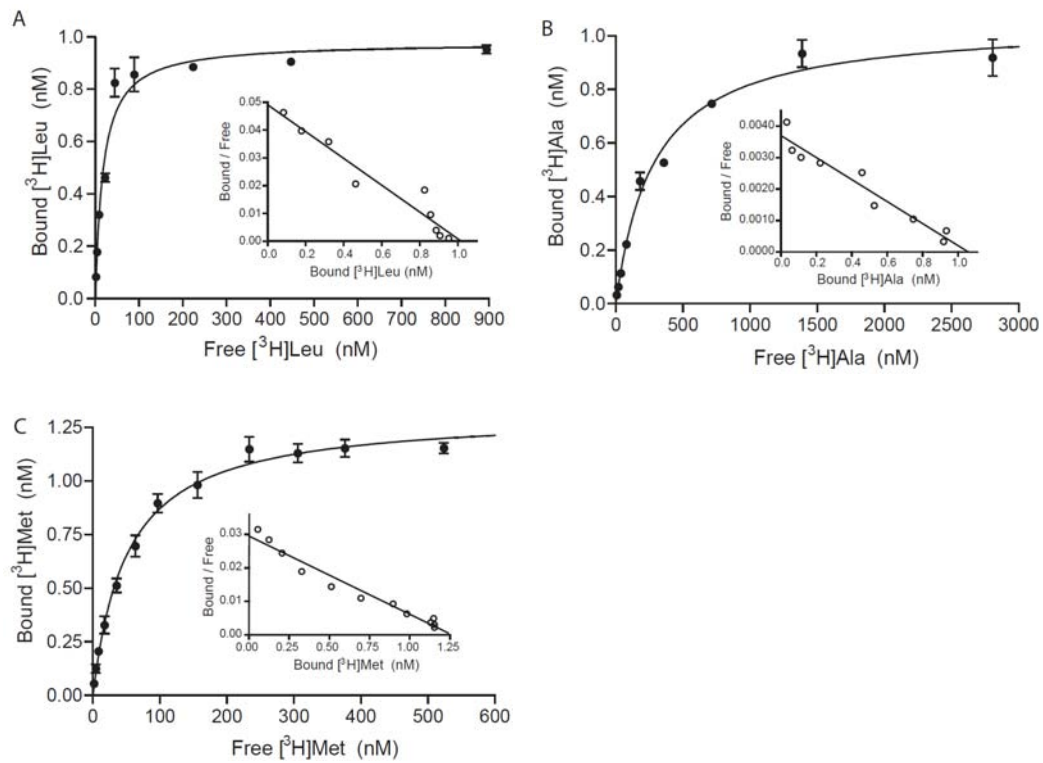 A
Bound [³H]Leu (nM)
1.0
0.8
0.6
0.4
0.2
0.0
0 100 200 300 400 500 600 700 800 900
Free [³H]Leu (nM)
Bound / Free
0.05
0.04
0.03
0.02
0.01
0.00
0.0 0.2 0.4 0.6 0.8 1.0
Bound [³H]Leu (nM)
B
Bound [³H]Ala (nM)
1.0
0.8
0.6
0.4
0.2
0.0
0 500 1000 1500 2000 2500 3000
Free [³H]Ala (nM)
Bound / Free
0.0040
0.0030
0.0020
0.0010
0.0000
0.0 0.2 0.4 0.6 0.8 1.0
Bound [³H]Ala (nM)
C
Bound [³H]Met (nM)
1.25
1.00
0.75
0.50
0.25
0.00
0 100 200 300 400 500 600
Free [³H]Met (nM)
Bound / Free
0.03
0.02
0.01
0.00
0.00 0.25 0.50 0.75 1.00 1.25
Bound [³H]Met (nM)